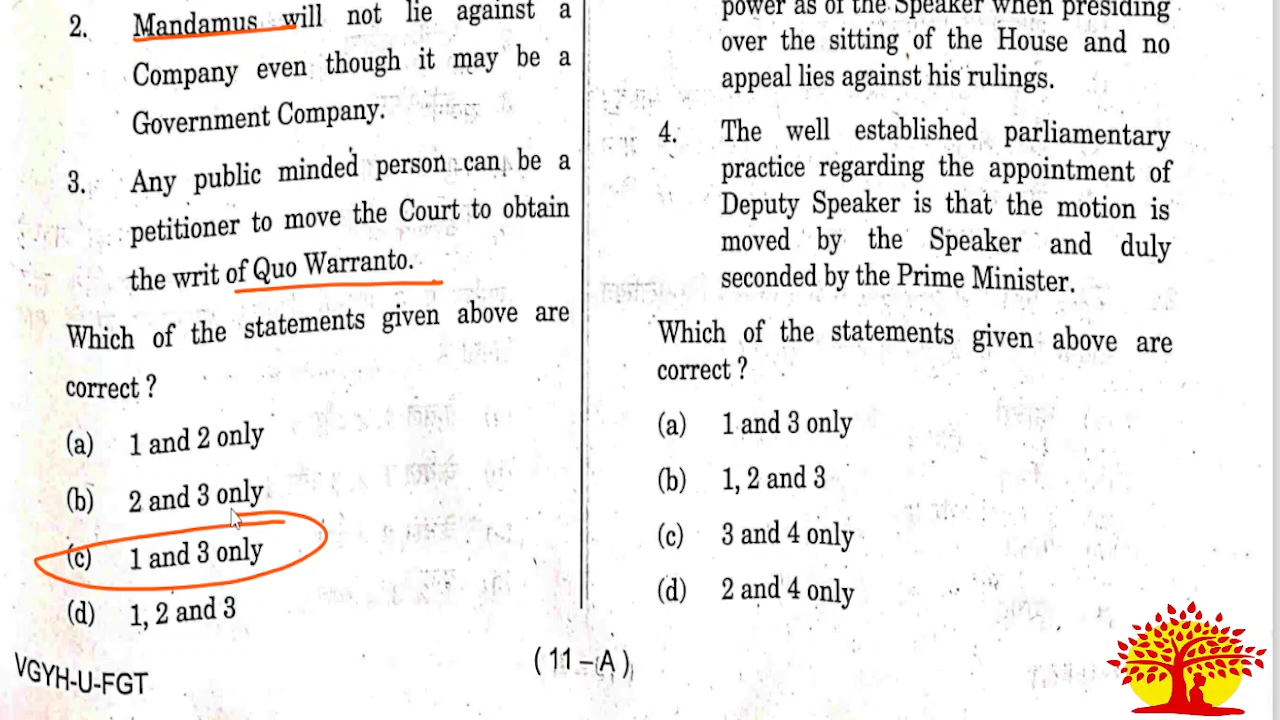 2. Mandamus will not lie against a
Company even though it may be a
Government Company.
3. Any public minded person can be a
petitioner to move the Court to obtain
the writ of Quo Warranto.
Which of the statements given above are
correct ?
(a) 1 and 2 only
(b) 2 and 3 only
(c) 1 and 3 only
(d) 1, 2 and 3
VGYH-U-FGT
power as of the Speaker when presiding
over the sitting of the House and no
appeal lies against his rulings.
4. The well established parliamentary
practice regarding the appointment of
Deputy Speaker is that the motion is
moved by the Speaker and duly
seconded by the Prime Minister.
Which of the statements given above are
correct ?
(a) 1 and 3 only
(b) 1, 2 and 3
(c) 3 and 4 only
(d) 2 and 4 only
( 11 – A )